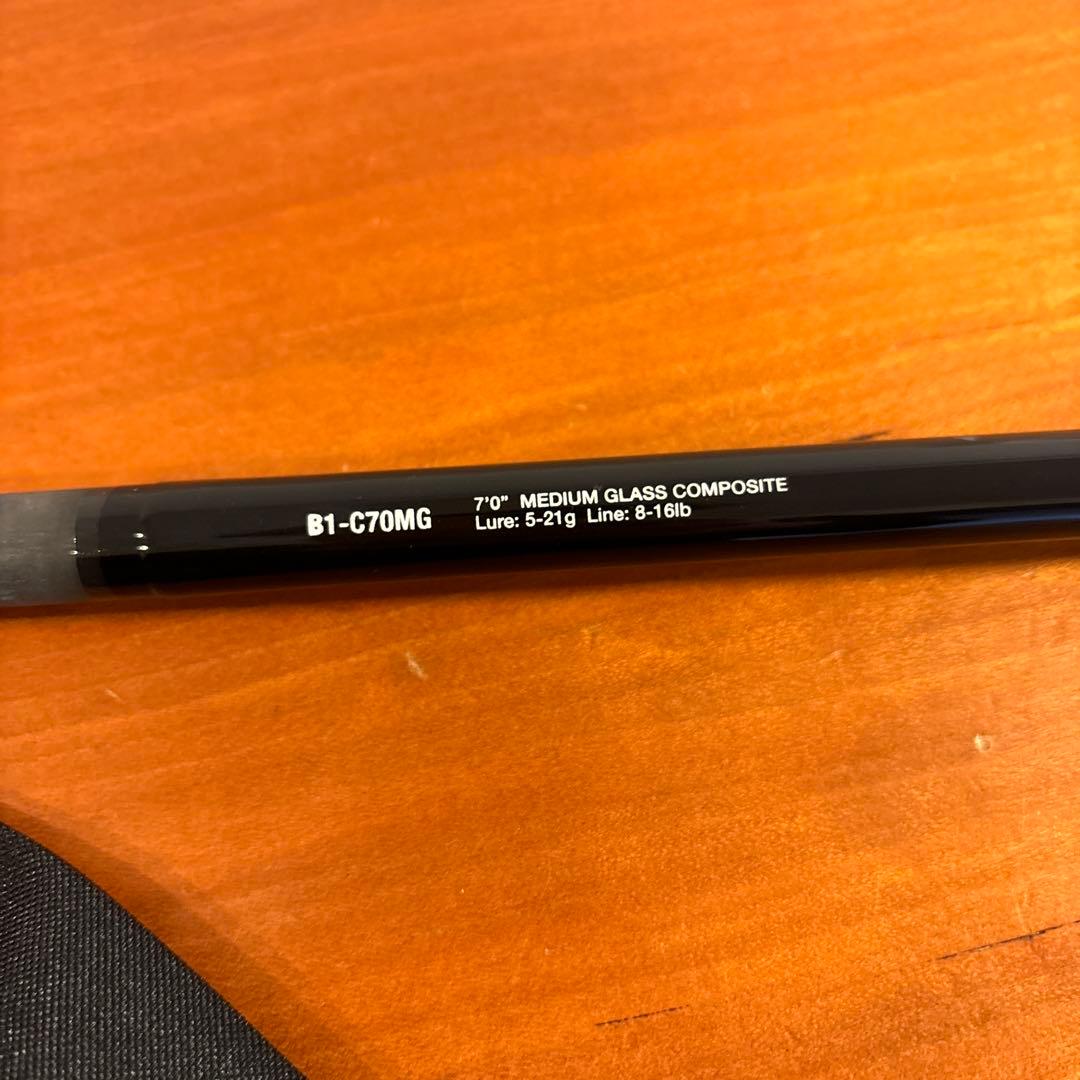 B1-C70MG
7'0" MEDIUM GLASS COMPOSITE
Lure: 5-21g Line: 8-16lb